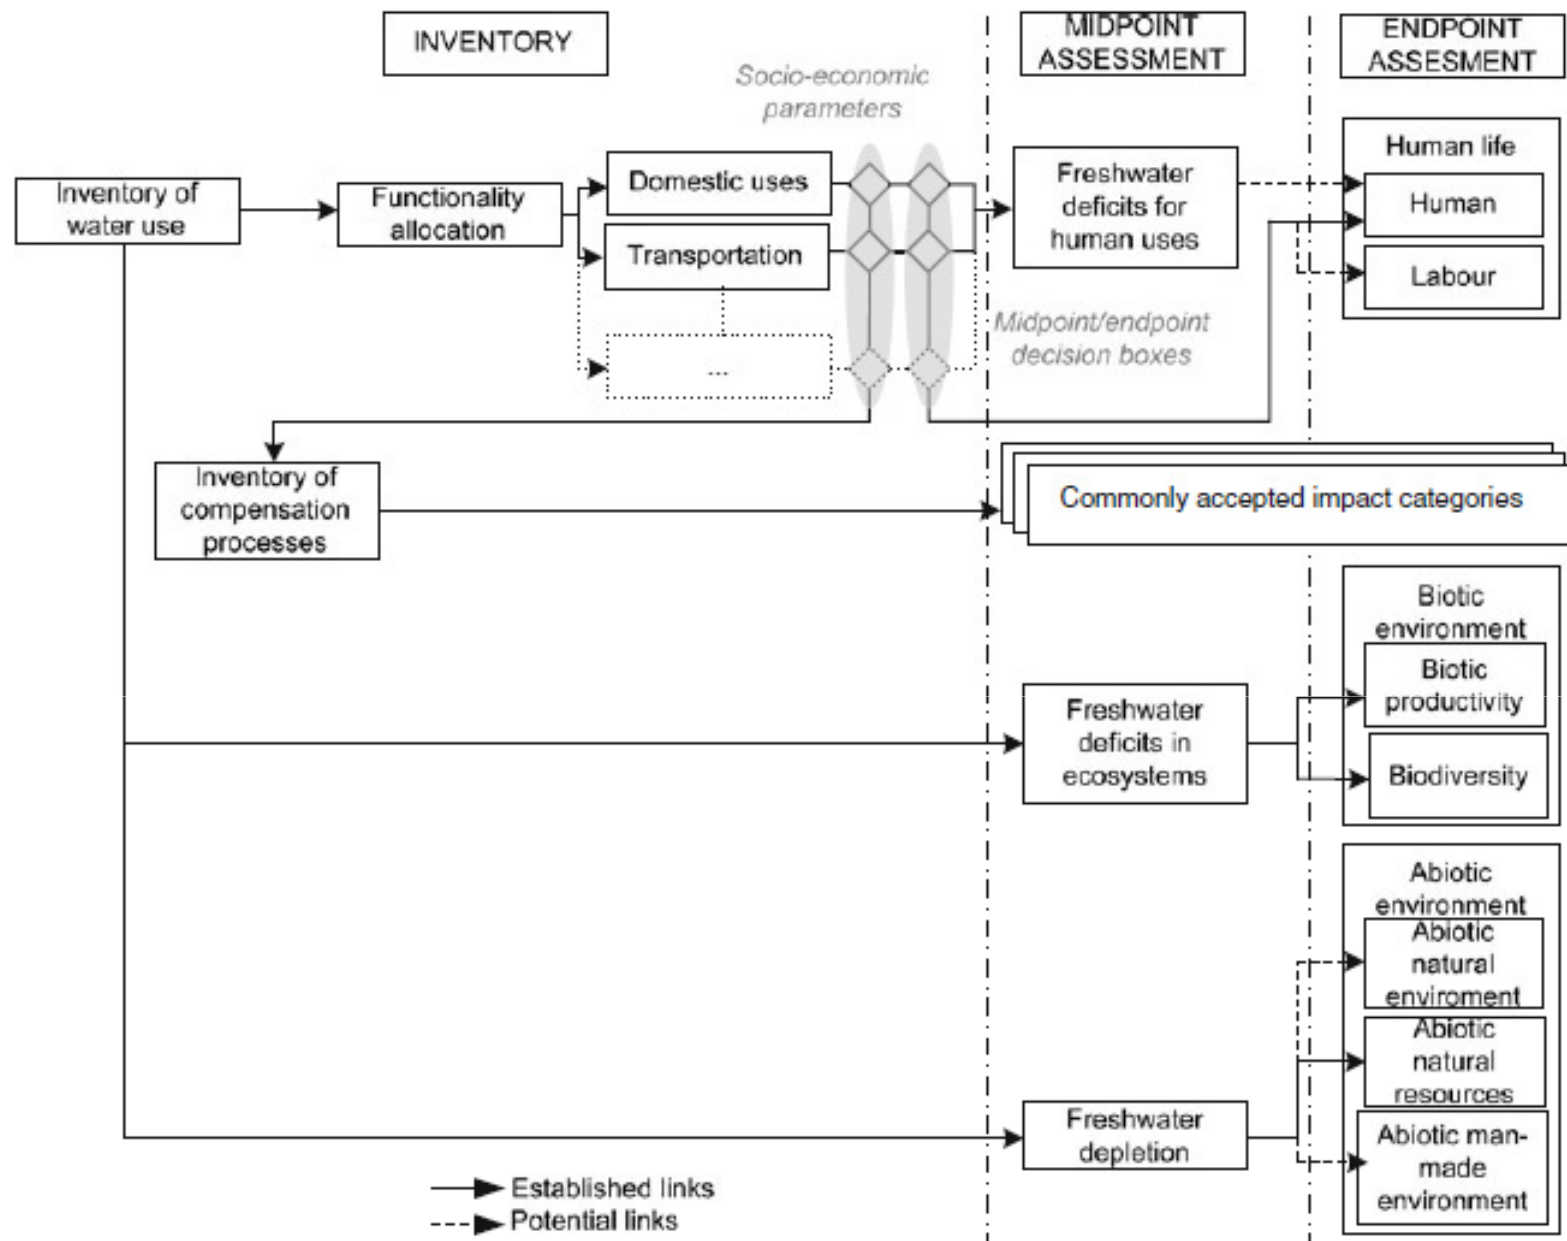 INVENTORY
MIDPOINT
ASSESSMENT
ENDPOINT
ASSESMENT
Socio-economic
parameters
Inventory of
water use
Functionality
allocation
Domestic uses
Transportation
...
Freshwater
deficits for
human uses
Human life
Human
Labour
Midpoint/endpoint
decision boxes
Inventory of
compensation
processes
Commonly accepted impact categories
Freshwater
deficits in
ecosystems
Biotic
environment
Biotic
productivity
Biodiversity
Freshwater
depletion
Abiotic
environment
Abiotic
natural
enviroment
Abiotic
natural
resources
Abiotic man-
made
environment
Established links
Potential links